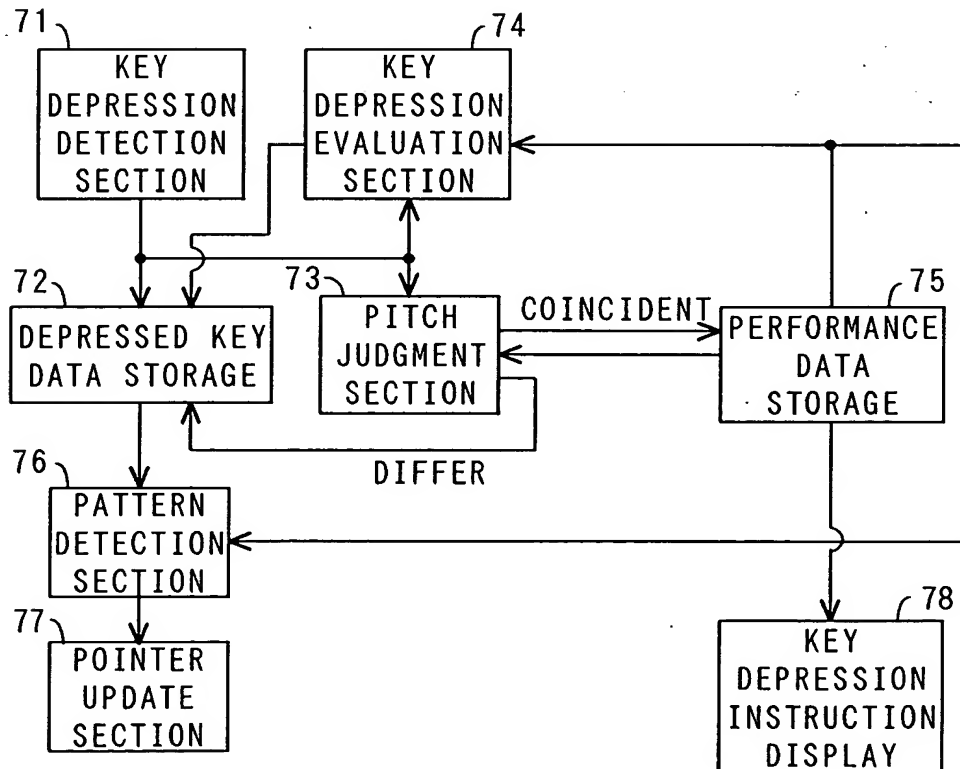 71
KEY
DEPRESSION
DETECTION
SECTION
74
KEY
DEPRESSION
EVALUATION
SECTION
72
DEPRESSED KEY
DATA STORAGE
73
PITCH
JUDGMENT
SECTION
COINCIDENT
75
PERFORMANCE
DATA
STORAGE
DIFFER
76
PATTERN
DETECTION
SECTION
77
POINTER
UPDATE
SECTION
78
KEY
DEPRESSION
INSTRUCTION
DISPLAY